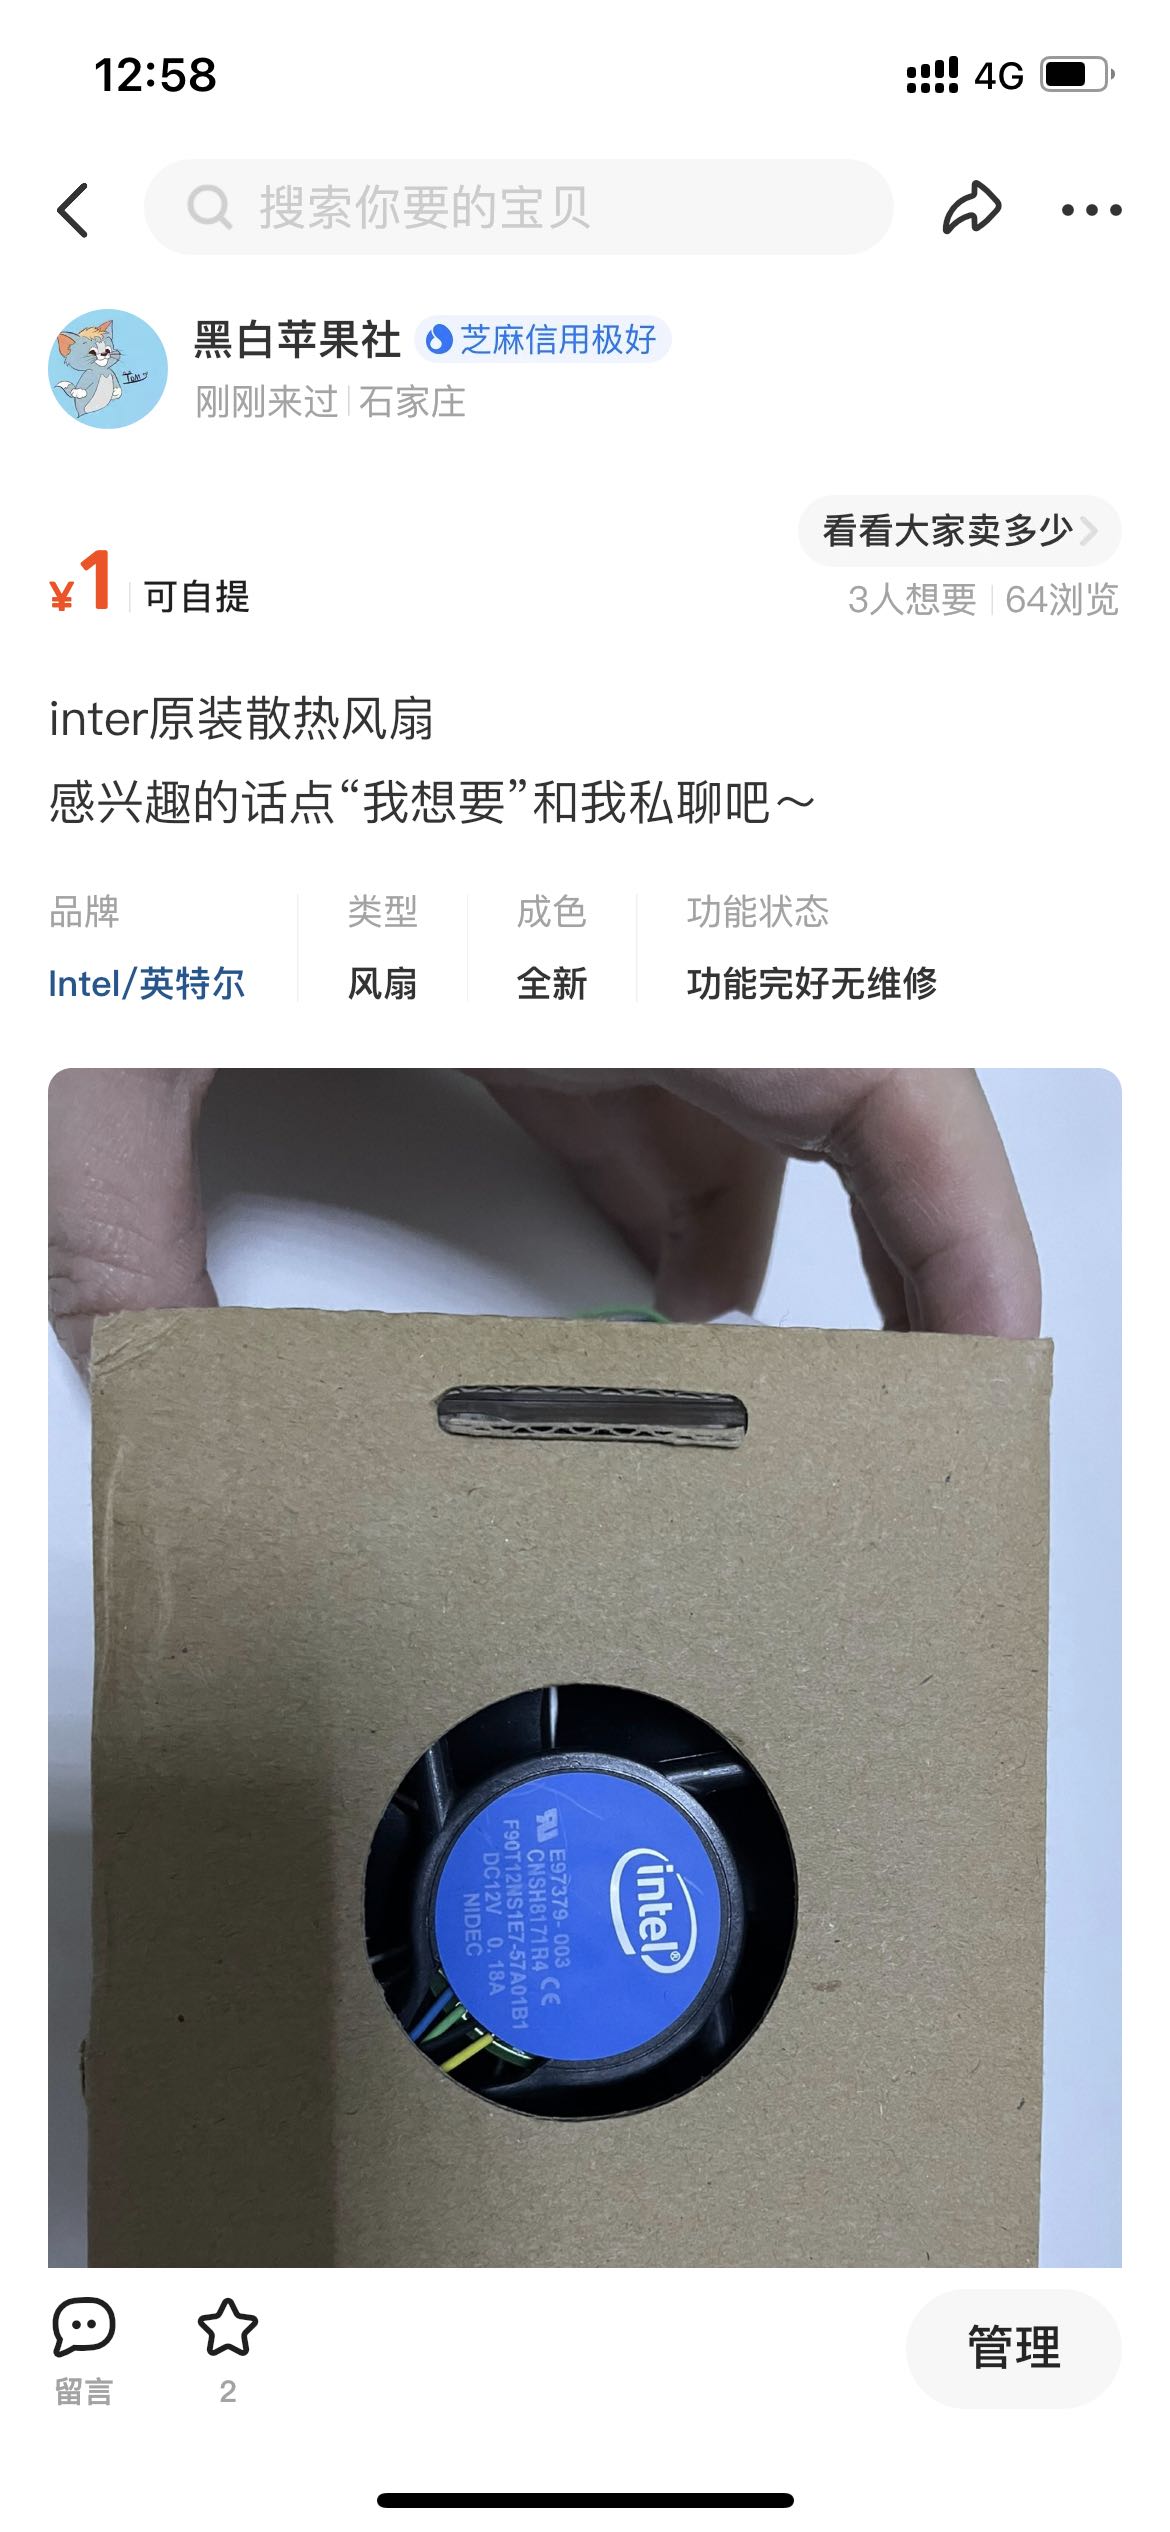 12:58
4G
搜索你要的宝贝
黑白苹果社
芝麻信用极好
Tom
刚刚来过
石家庄
看看大家卖多少
¥1
可自提
3人想要
64浏览
inter原装散热风扇
感兴趣的话点“我想要”和我私聊吧～
品牌
类型
成色
功能状态
Intel/英特尔
风扇
全新
功能完好无维修
intel®
E97379-003
CNSH8171R4 CE
F90T12NS1E7-57A01B1
DC12V 0.18A
NIDEC
留言
2
管理